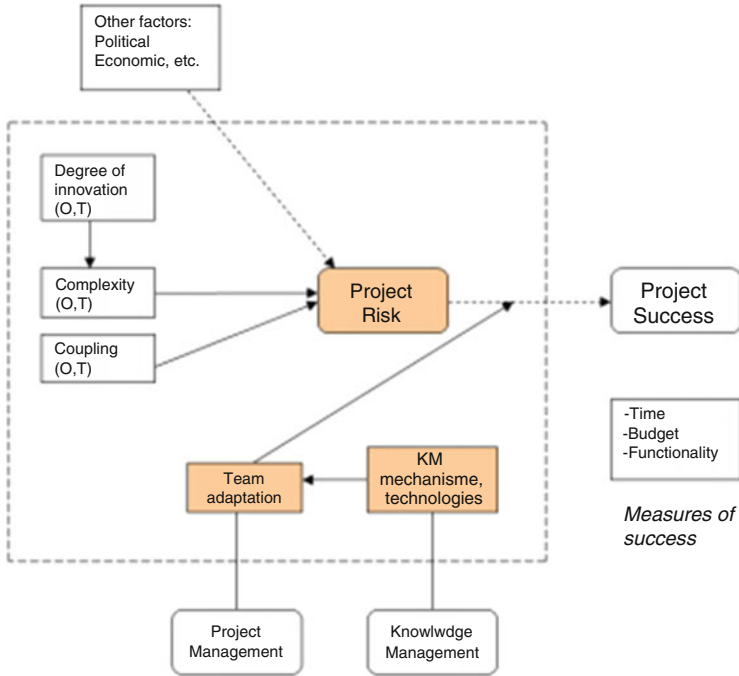 Other factors:
Political
Economic, etc.
Degree of
innovation
(O,T)
Complexity
(O,T)
Coupling
(O,T)
Project
Risk
Project
Success
-Time
-Budget
-Functionality
Measures of
success
Team
adaptation
KM
mechanisme,
technologies
Project
Management
Knowlwdge
Management